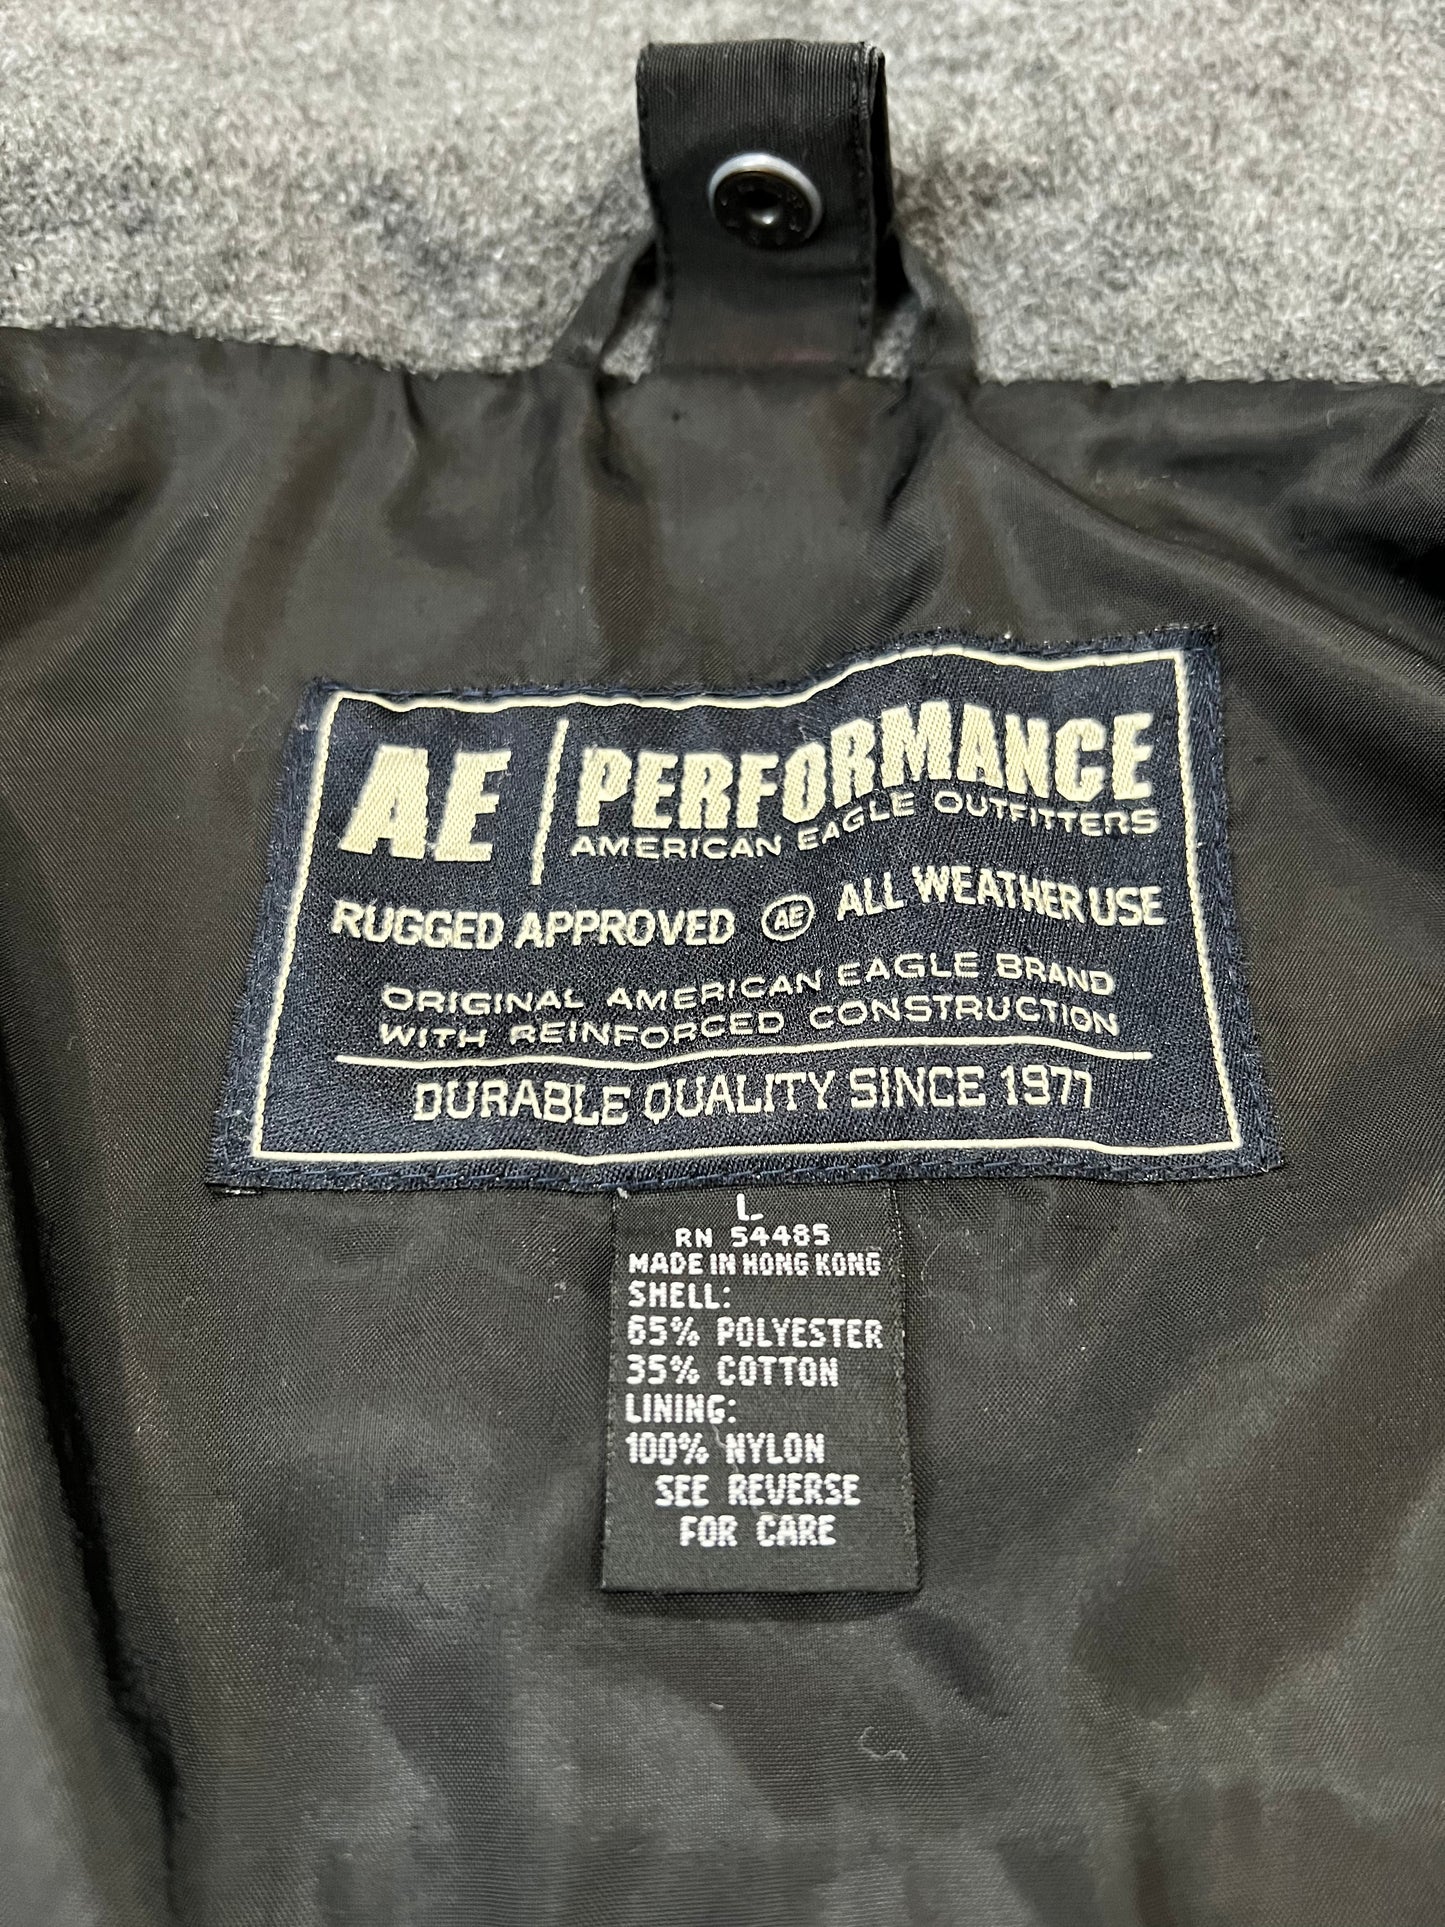 AE PERFORMANCE
AMERICAN EAGLE OUTFITTERS
RUGGED APPROVED AE ALL WEATHER USE
ORIGINAL AMERICAN EAGLE BRAND
WITH REINFORCED CONSTRUCTION
DURABLE QUALITY SINCE 1977
L
RN 54485
MADE IN HONG KONG
SHELL:
65% POLYESTER
35% COTTON
LINING:
100% NYLON
SEE REVERSE
FOR CARE